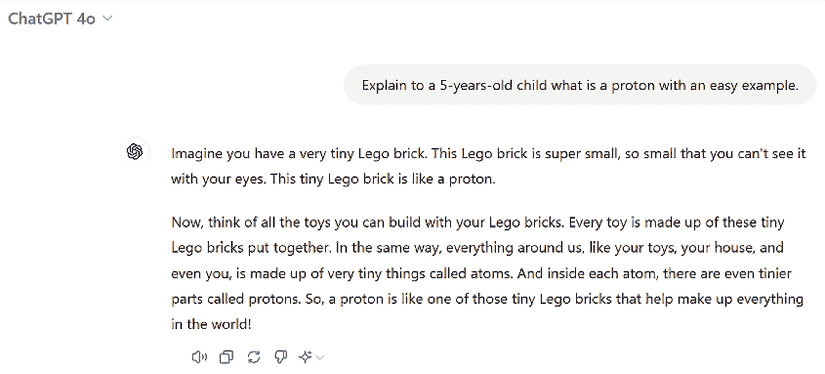 ChatGPT 4o
Explain to a 5-years-old child what is a proton with an easy example.
Imagine you have a very tiny Lego brick. This Lego brick is super small, so small that you can't see it
with your eyes. This tiny Lego brick is like a proton.
Now, think of all the toys you can build with your Lego bricks. Every toy is made up of these tiny
Lego bricks put together. In the same way, everything around us, like your toys, your house, and
even you, is made up of very tiny things called atoms. And inside each atom, there are even tinier
parts called protons. So, a proton is like one of those tiny Lego bricks that help make up everything
in the world!